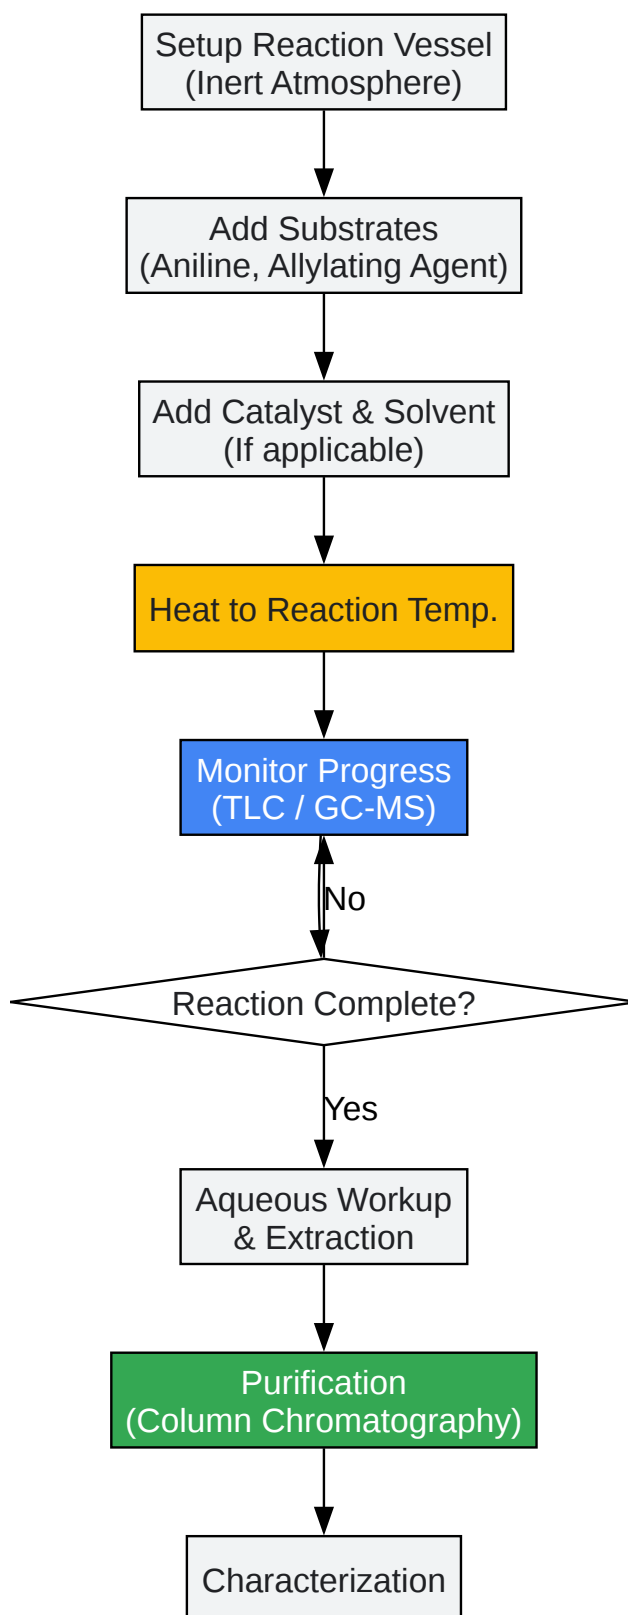 Setup Reaction Vessel
(Inert Atmosphere)
Add Substrates
(Aniline, Allylating Agent)
Add Catalyst & Solvent
(If applicable)
Heat to Reaction Temp.
Monitor Progress
(TLC / GC-MS)
No
Reaction Complete?
Yes
Aqueous Workup
& Extraction
Purification
(Column Chromatography)
Characterization